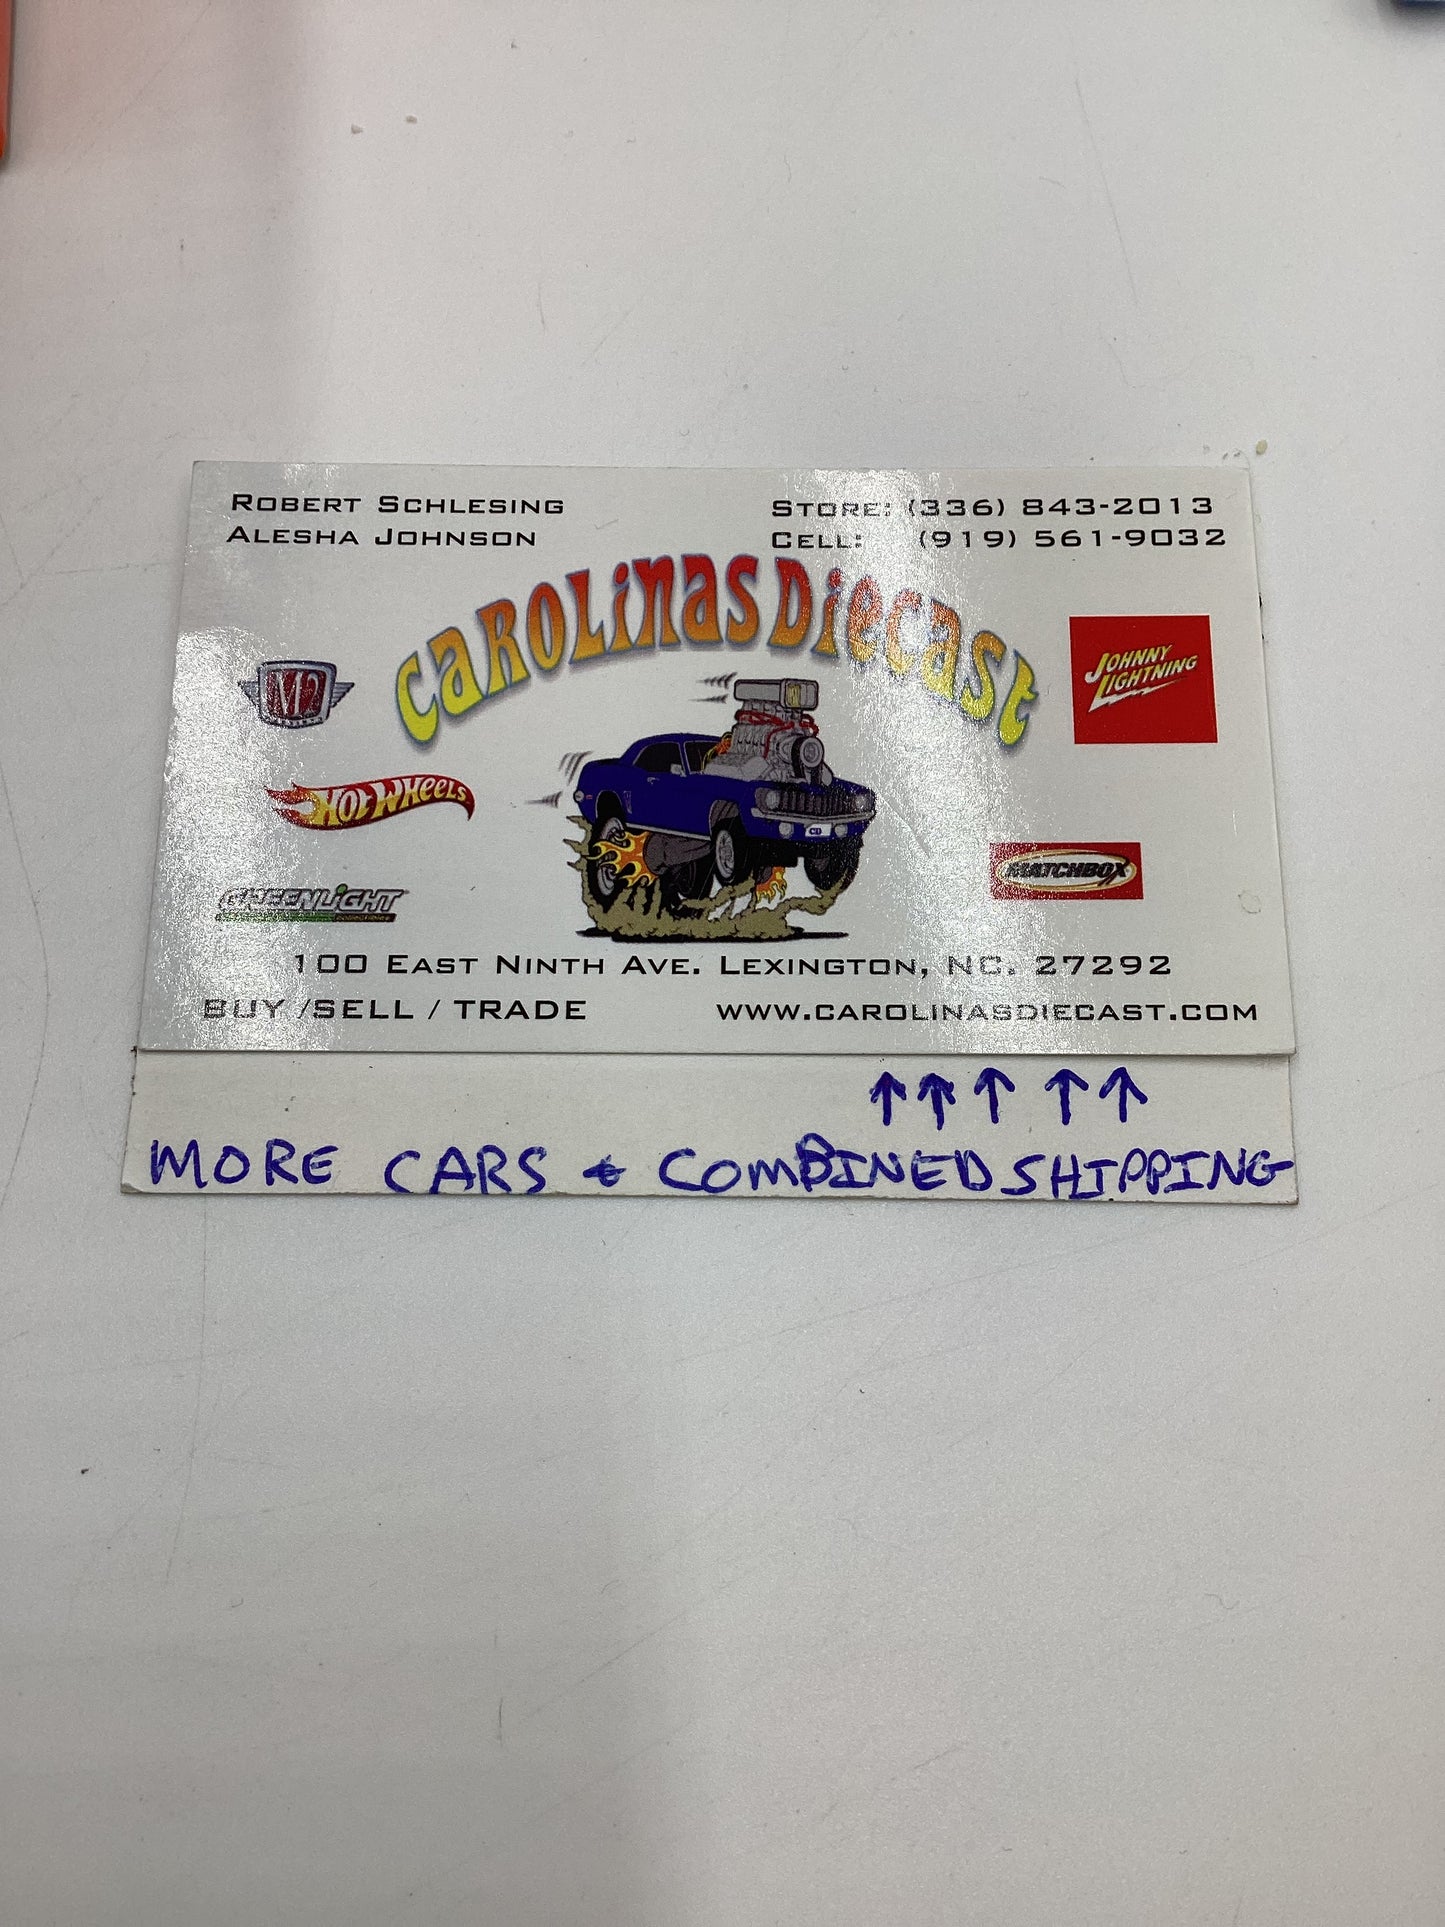 ROBERT SCHLESING
ALESHA JOHNSON
STORE: (336) 843-2013
CELL: (919) 561-9032
CAROLINAS DIECAST
M2
JOHNNY
LIGHTNING
HOT WHEELS
MATCHBOX
GREENLIGHT
100 EAST NINTH AVE. LEXINGTON, NC. 27292
BUY /SELL / TRADE
WWW.CAROLINASDIECAST.COM
↑↑↑↑↑
MORE CARS & COMBINED SHIPPING